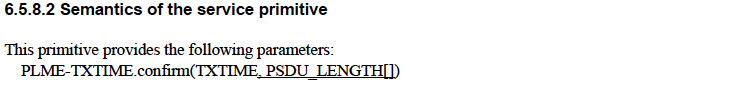 6.5.8.2 Semantics of the service primitive
This primitive provides the following parameters:
PLME-TXTIME.confirm(TXTIME, PSDU_LENGTH[])